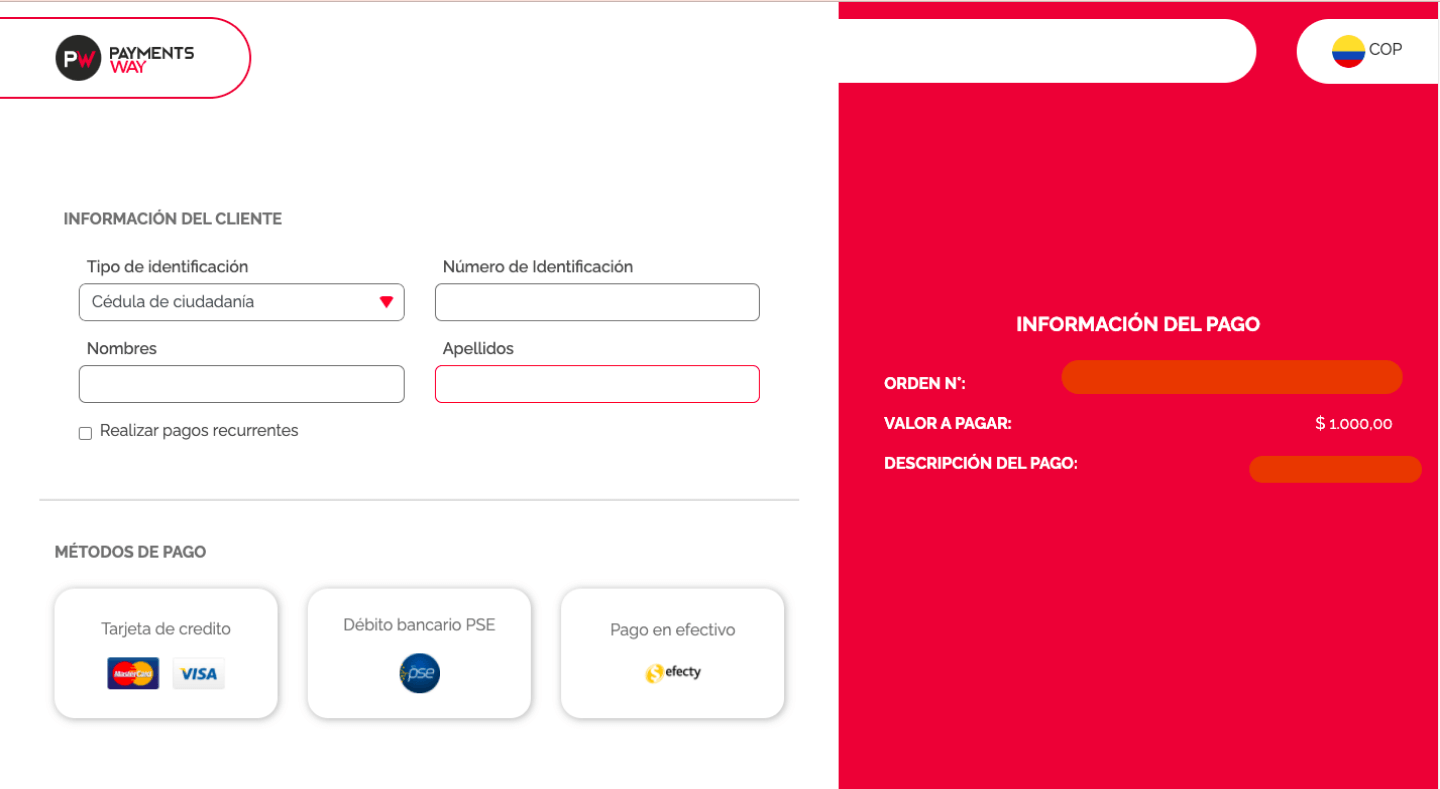 PW PAYMENTS WAY
COP
INFORMACIÓN DEL CLIENTE
Tipo de identificación
Número de Identificación
Cédula de ciudadanía
Nombres
Apellidos
Realizar pagos recurrentes
MÉTODOS DE PAGO
Tarjeta de credito
MasterCard
VISA
Débito bancario PSE
pse
Pago en efectivo
$ efecty
INFORMACIÓN DEL PAGO
ORDEN N°:
VALOR A PAGAR: $ 1.000,00
DESCRIPCIÓN DEL PAGO: